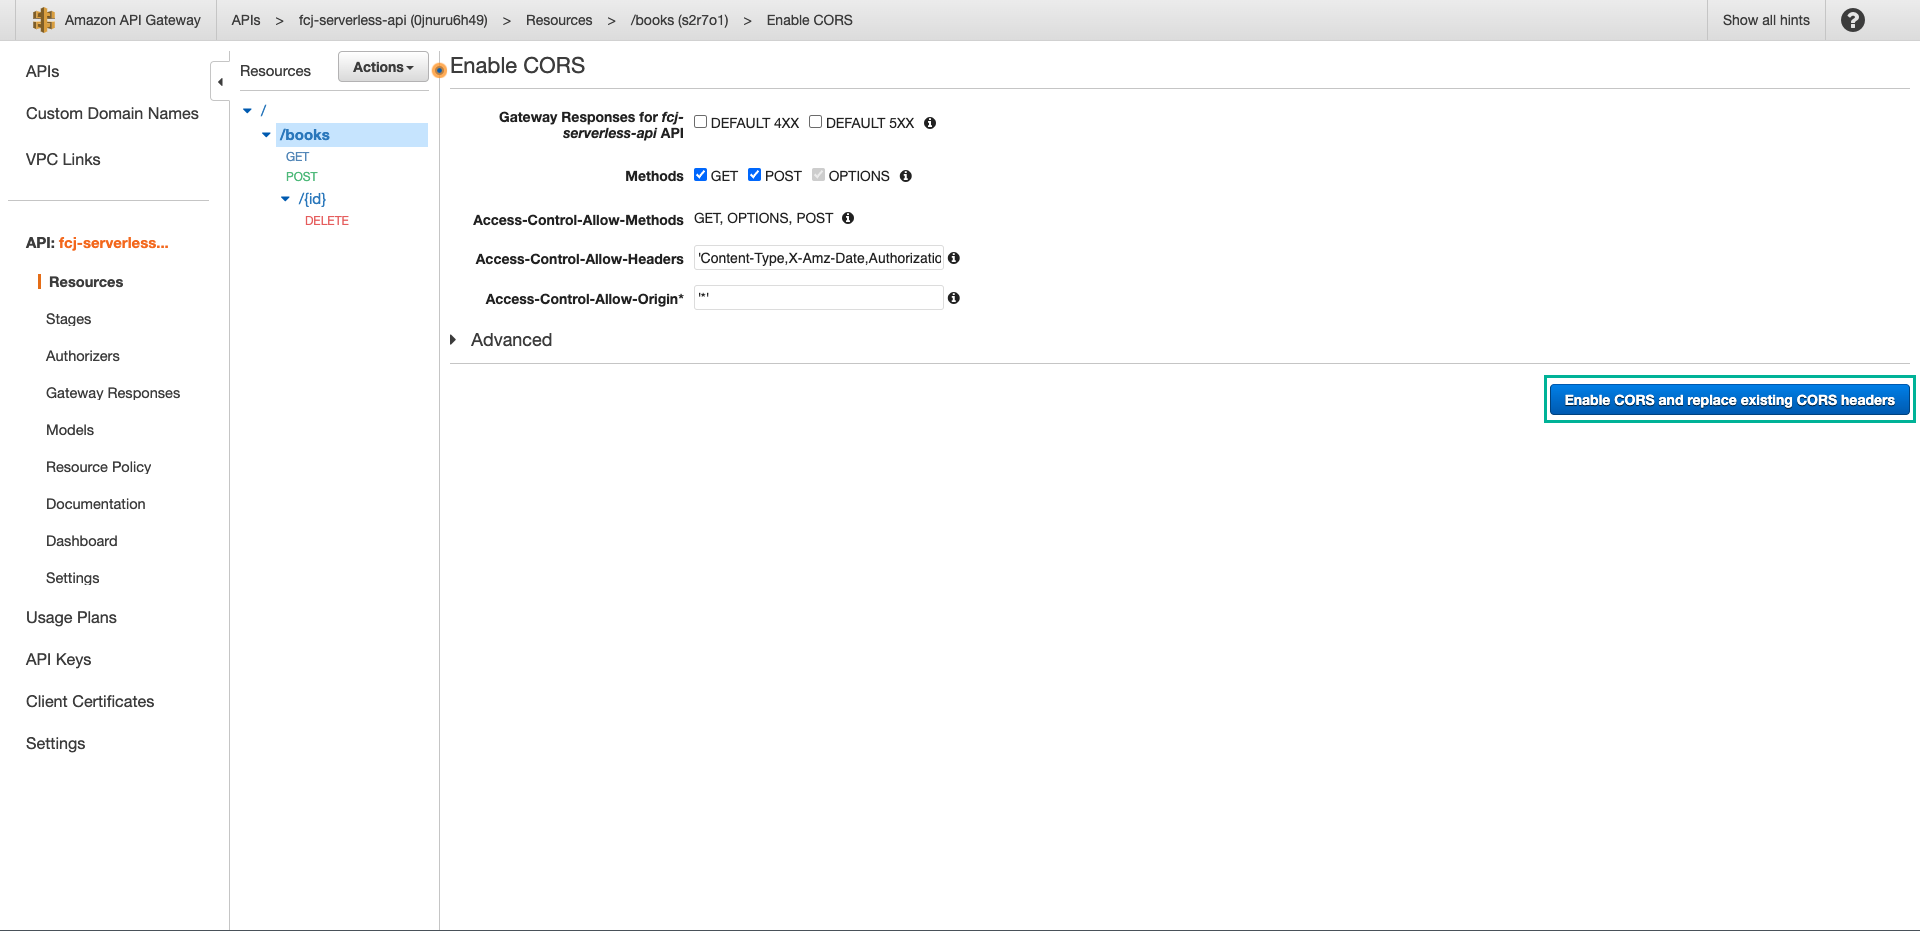 Amazon API Gateway
APIs > fcj-serverless-api (0jnuru6h49) > Resources > /books (s2r7o1) > Enable CORS
Show all hints
?
APIs
Custom Domain Names
VPC Links
API: fcj-serverless...
Resources
Stages
Authorizers
Gateway Responses
Models
Resource Policy
Documentation
Dashboard
Settings
Usage Plans
API Keys
Client Certificates
Settings
Resources
Actions
/
/books
GET
POST
/{id}
DELETE
Enable CORS
Gateway Responses for fcj-
serverless-api API
DEFAULT 4XX DEFAULT 5XX
Methods GET POST OPTIONS
Access-Control-Allow-Methods GET, OPTIONS, POST
Access-Control-Allow-Headers 'Content-Type,X-Amz-Date,Authorizatio
Access-Control-Allow-Origin* '*'
Advanced
Enable CORS and replace existing CORS headers